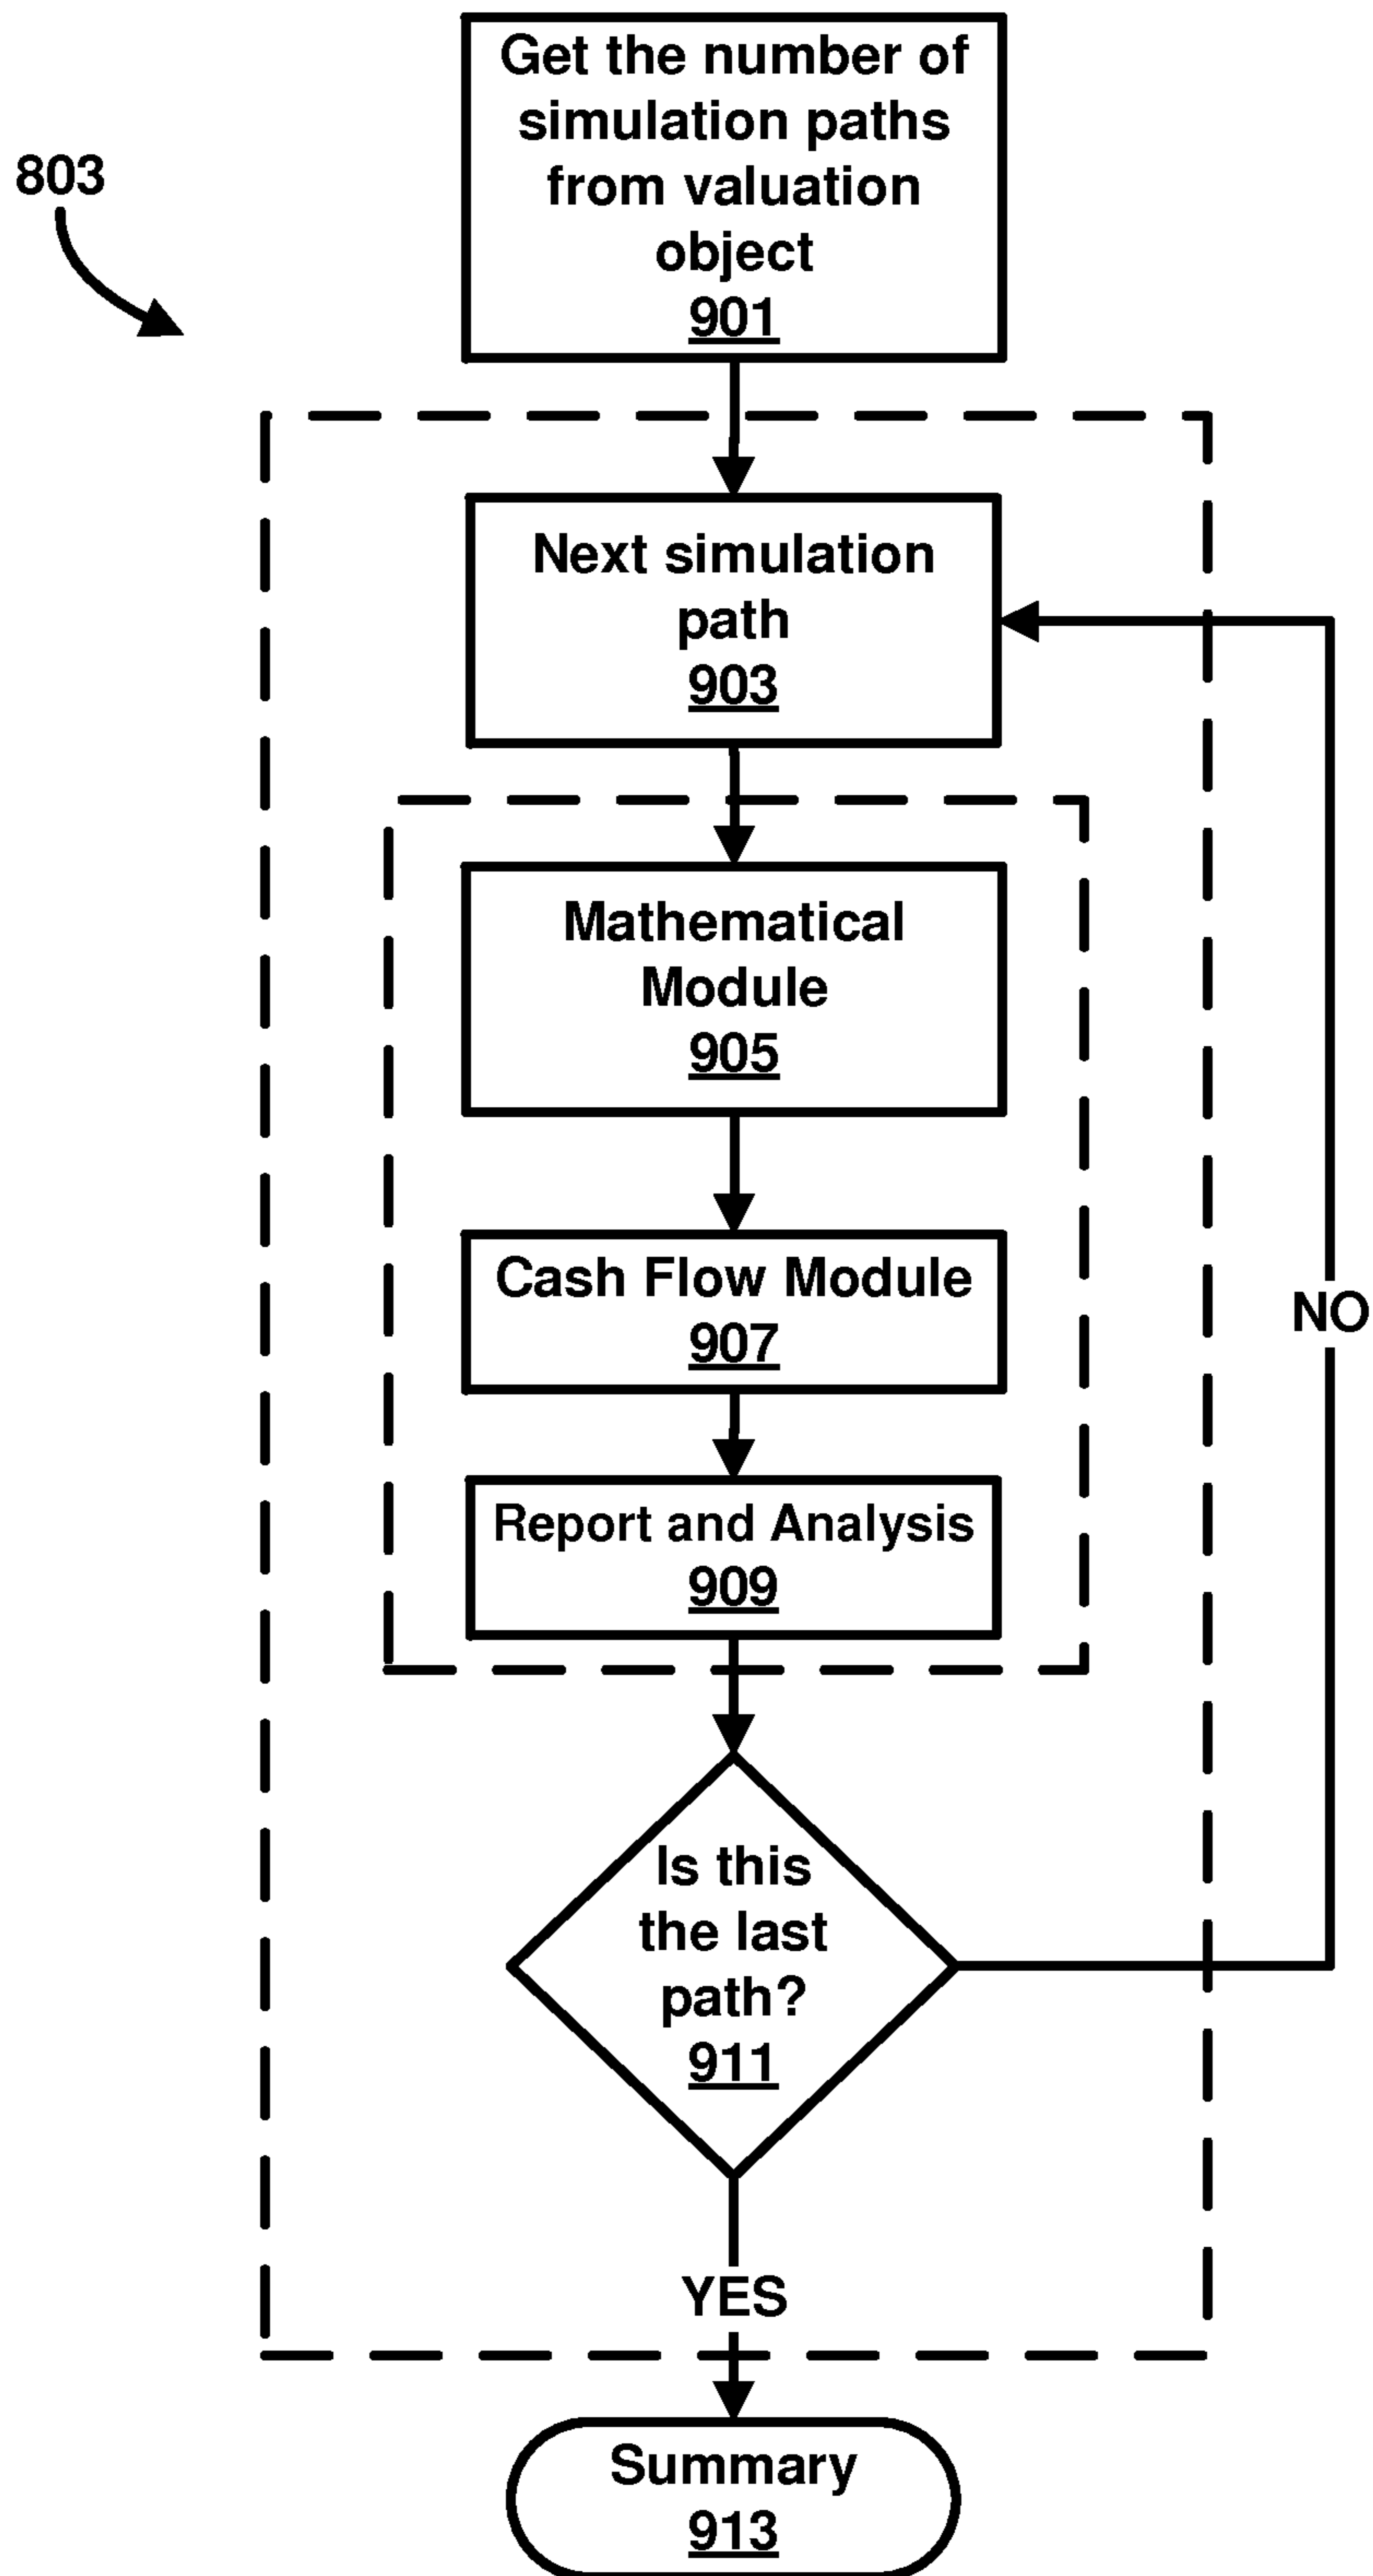 Get the number of
simulation paths
from valuation
object
901
803
Next simulation
path
903
Mathematical
Module
905
Cash Flow Module
907
NO
Report and Analysis
909
Is this
the last
path?
911
YES
Summary
913